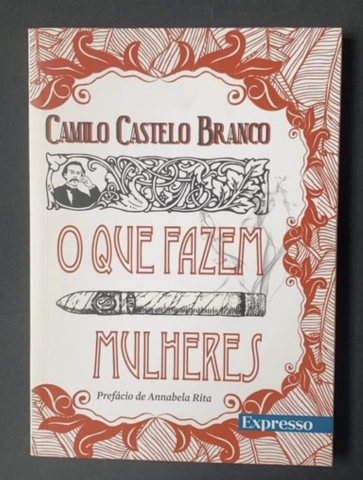 CAMILO CASTELO BRANCO
O QUE FAZEM
MULHERES
Prefácio de Annabela Rita
Expresso